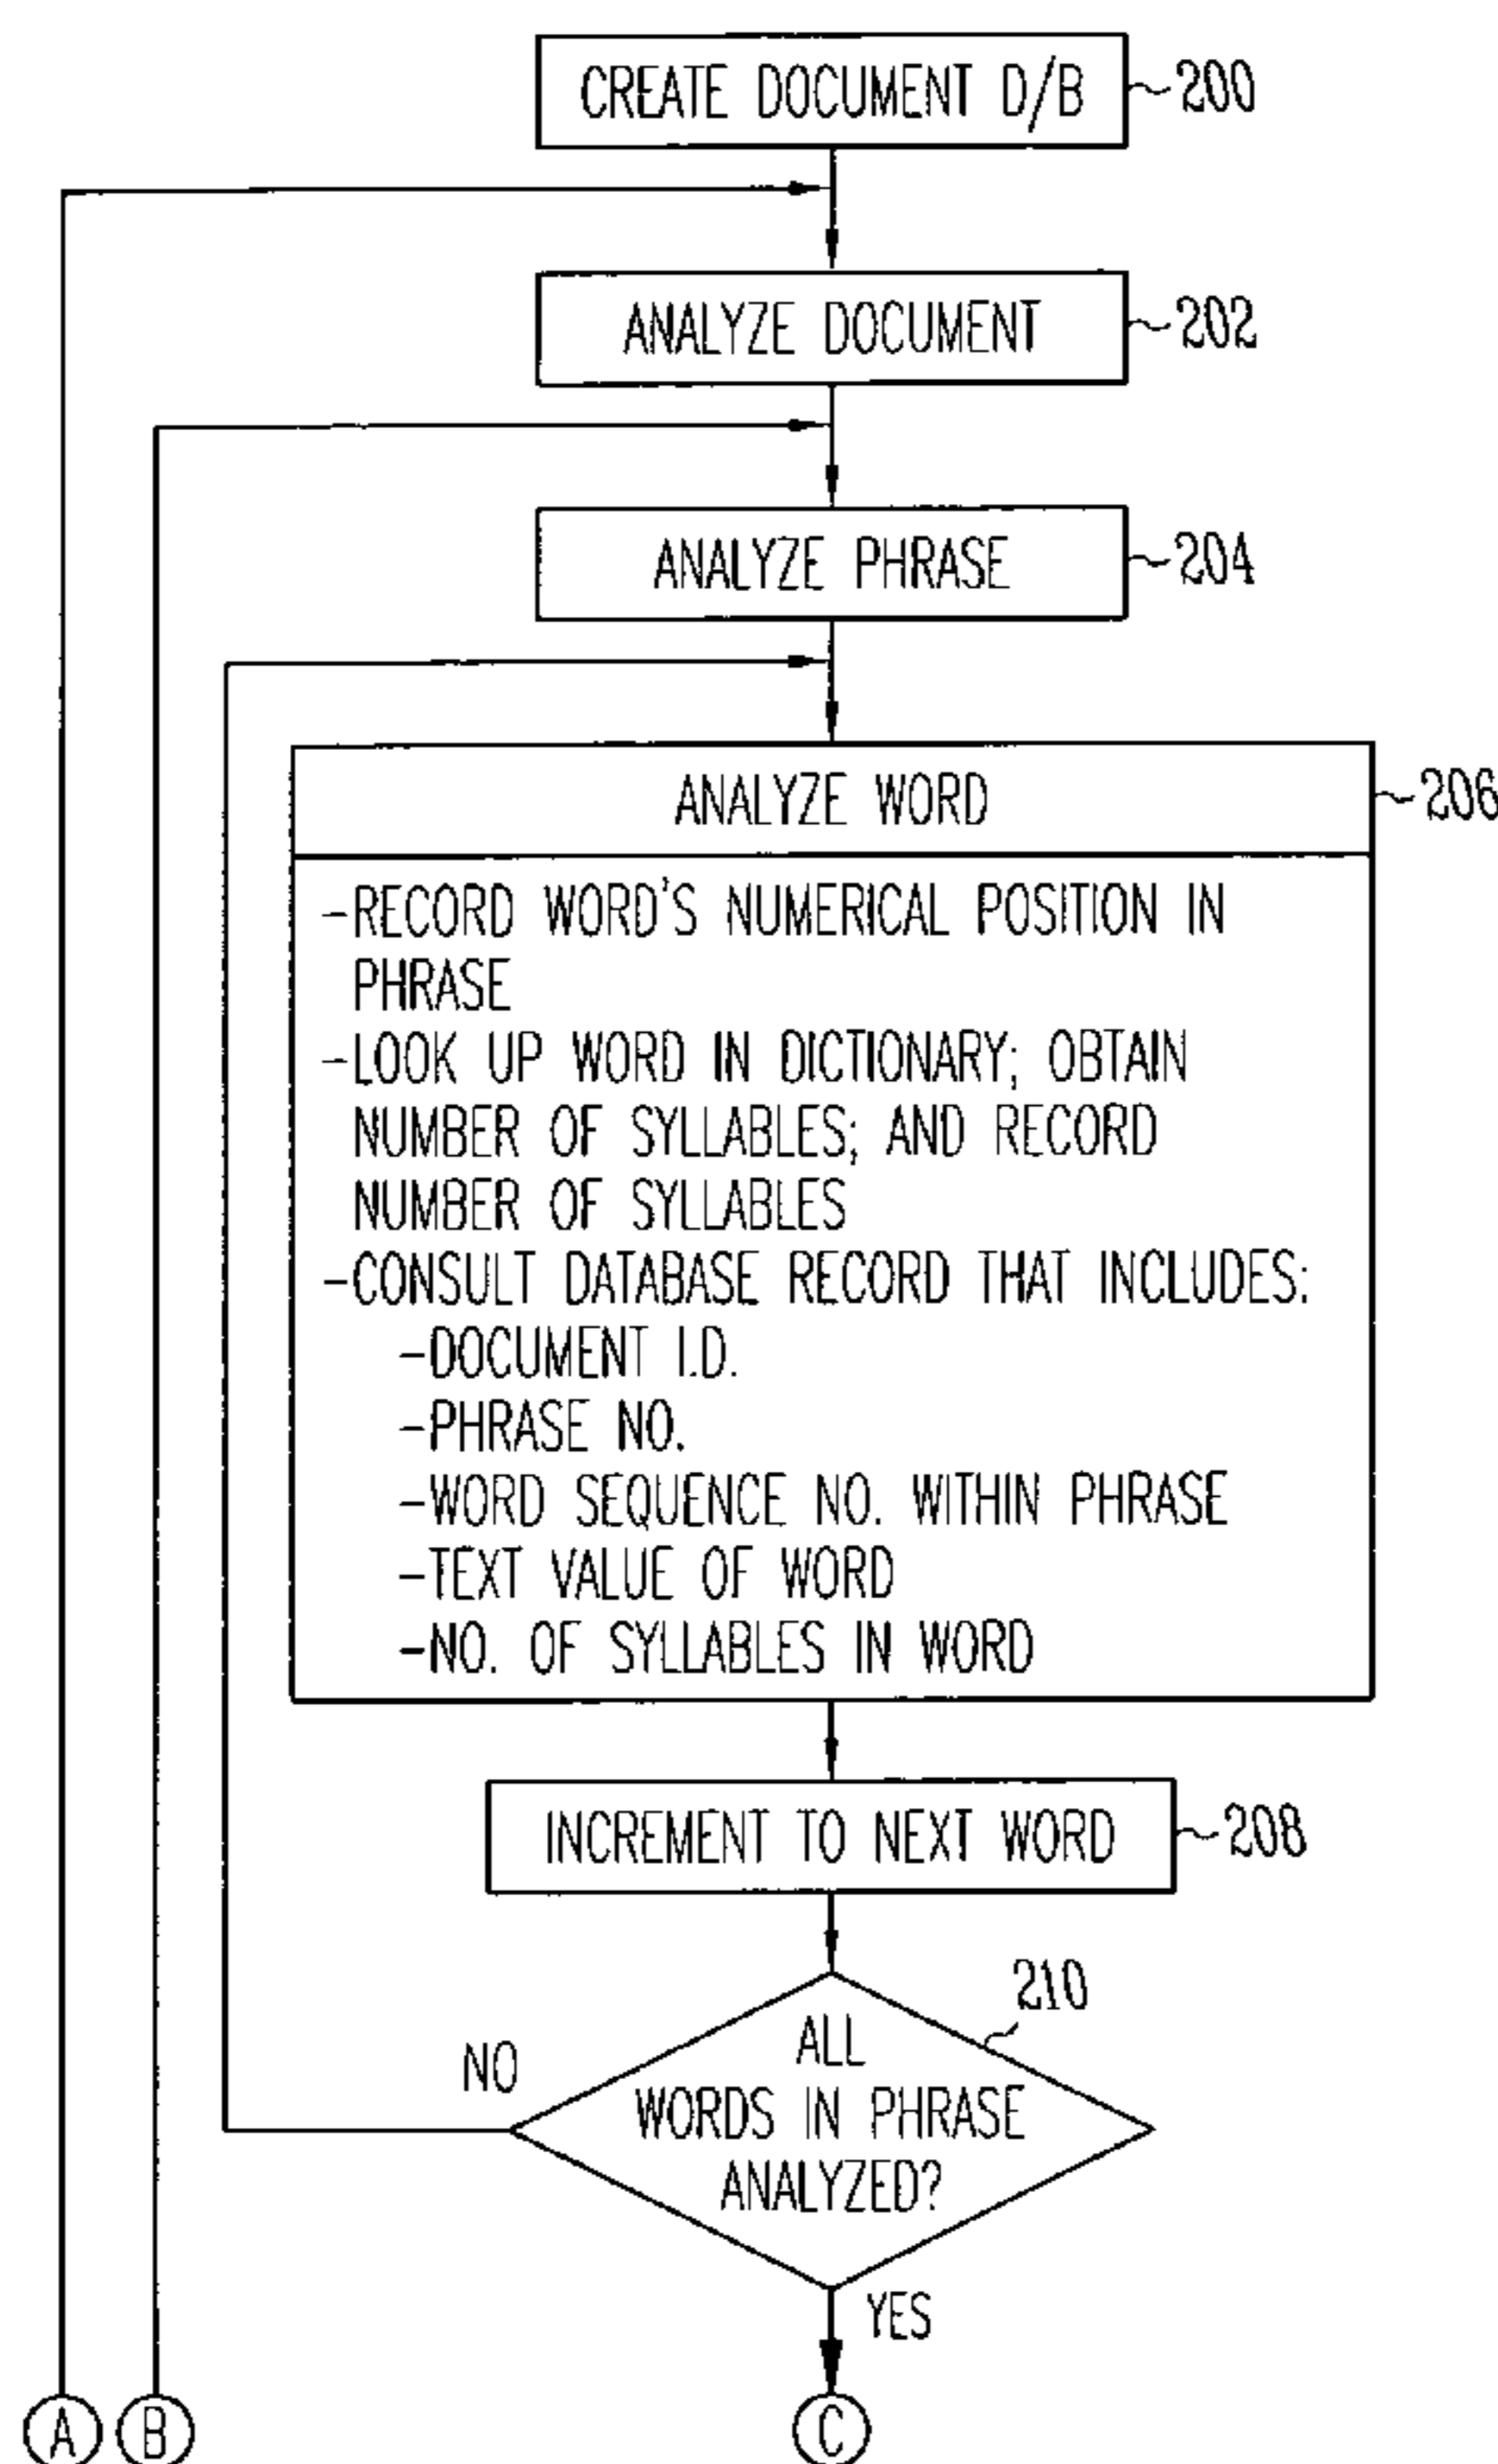 CREATE DOCUMENT D/B
200
ANALYZE DOCUMENT
202
ANALYZE PHRASE
204
ANALYZE WORD
206
-RECORD WORD'S NUMERICAL POSITION IN
PHRASE
-LOOK UP WORD IN DICTIONARY; OBTAIN
NUMBER OF SYLLABLES; AND RECORD
NUMBER OF SYLLABLES
-CONSULT DATABASE RECORD THAT INCLUDES:
-DOCUMENT I.D.
-PHRASE NO.
-WORD SEQUENCE NO. WITHIN PHRASE
-TEXT VALUE OF WORD
-NO. OF SYLLABLES IN WORD
INCREMENT TO NEXT WORD
208
210
ALL
WORDS IN PHRASE
ANALYZED?
NO
YES
A
B
C